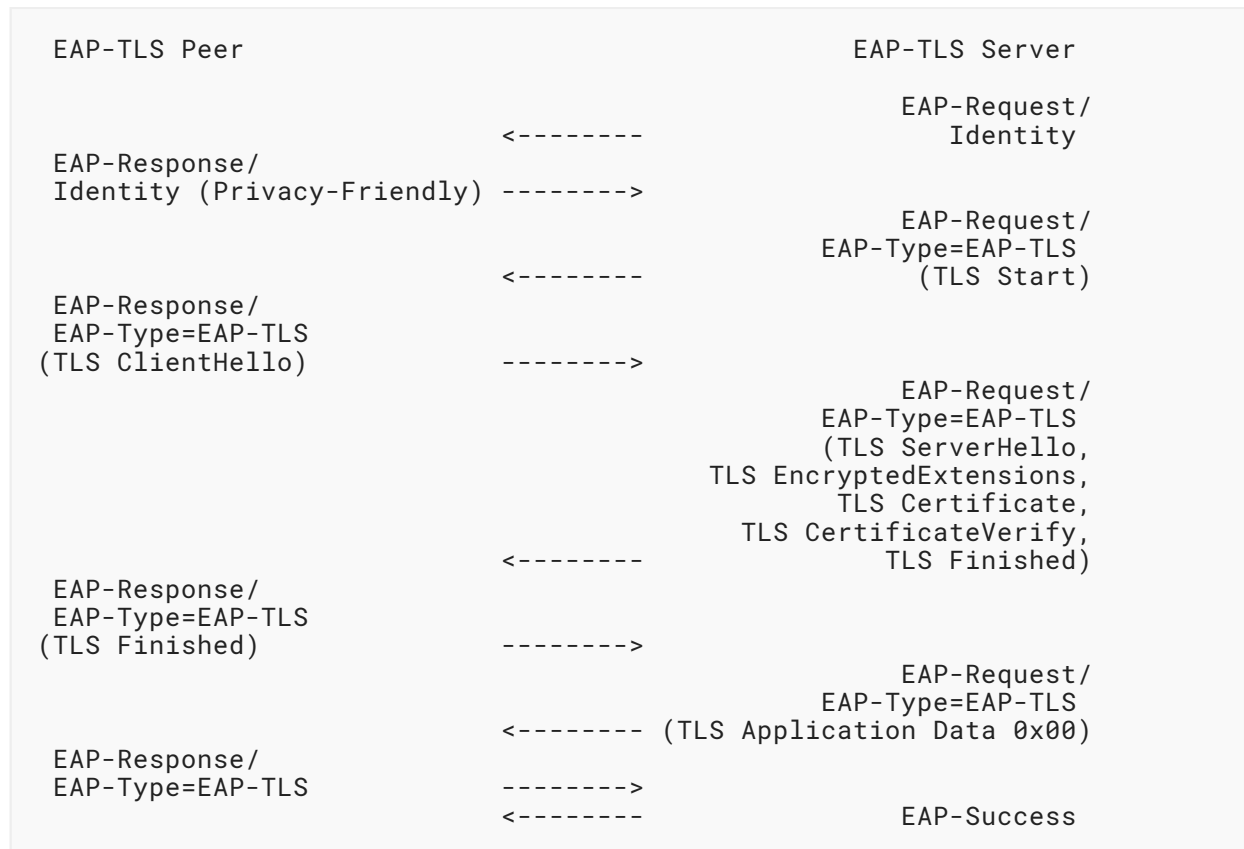 EAP-TLS Peer                                      EAP-TLS Server
EAP-Request/
<--------                   Identity
EAP-Response/
Identity (Privacy-Friendly) -------->
EAP-Request/
EAP-Type=EAP-TLS
<--------                 (TLS Start)
EAP-Response/
EAP-Type=EAP-TLS
(TLS ClientHello)            -------->
EAP-Request/
EAP-Type=EAP-TLS
(TLS ServerHello,
TLS EncryptedExtensions,
TLS Certificate,
TLS CertificateVerify,
<--------               TLS Finished)
EAP-Response/
EAP-Type=EAP-TLS
(TLS Finished)               -------->
EAP-Request/
EAP-Type=EAP-TLS
<-------- (TLS Application Data 0x00)
EAP-Response/
EAP-Type=EAP-TLS            -------->
<--------                EAP-Success